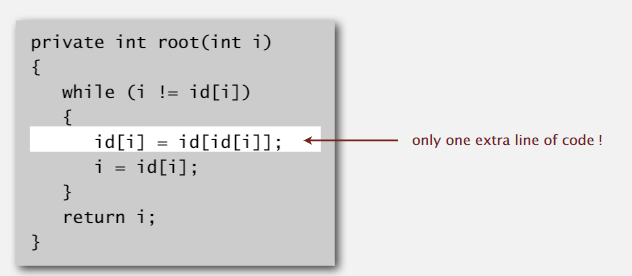 private int root(int i)
{
while (i != id[i])
{
id[i] = id[id[i]];
only one extra line of code !
i = id[i];
}
return i;
}